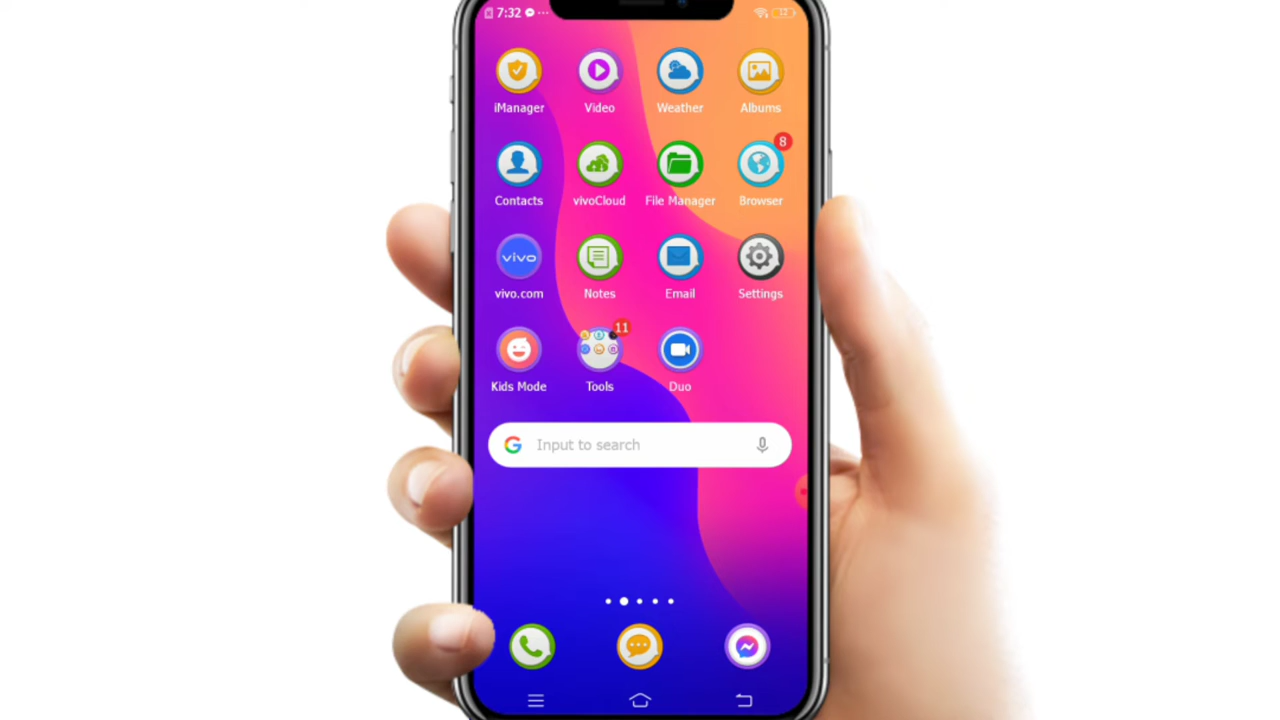 7:32
12
iManager Video Weather Albums
8
Contacts vivoCloud File Manager Browser
vivo
vivo.com Notes Email Settings
11
Kids Mode Tools Duo
G Input to search